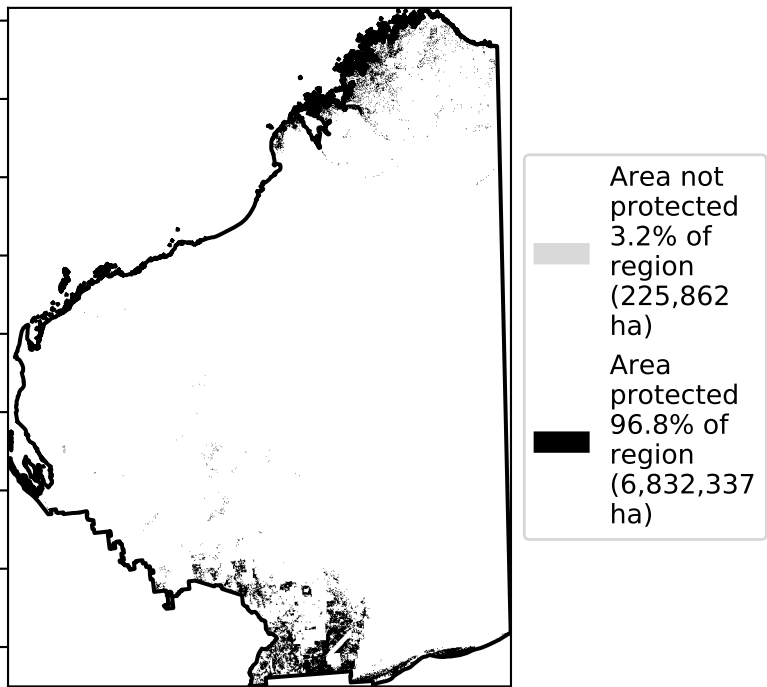 Area not
protected
3.2% of
region
(225,862
ha)
Area
protected
96.8% of
region
(6,832,337
ha)